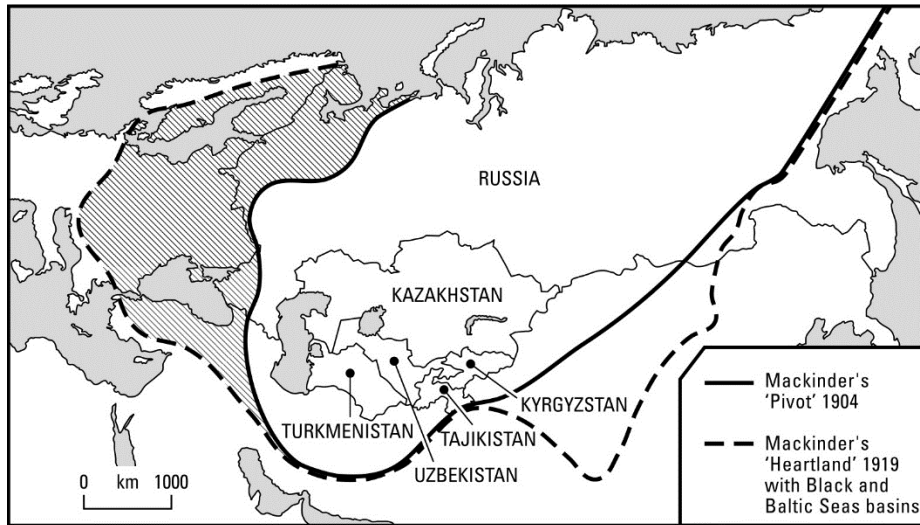 RUSSIA
KAZAKHSTAN
KYRGYZSTAN
TURKMENISTAN
TAJIKISTAN
UZBEKISTAN
0 km 1000
Mackinder's
'Pivot' 1904
Mackinder's
'Heartland' 1919
with Black and
Baltic Seas basins